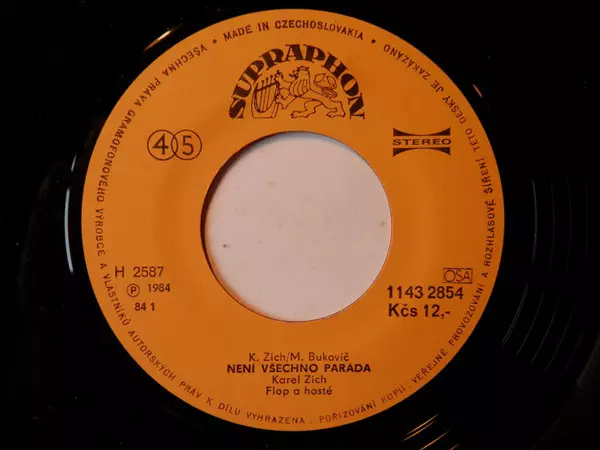 VŠECHNA PRÁVA GRAMOFONOVÉHO VÝROBCE A VLASTNÍKŮ AUTORSKÝCH PRÁV K DÍLU VYHRAZENA. POŘIZOVÁNÍ KOPIÍ, VEREJNÉ PROVOZOVÁNÍ A ROZHLASOVÉ ŠÍŘENÍ TÉTO DESKY JE ZAKÁZÁNO • MADE IN CZECHOSLOVAKIA •
SUPRAPHON
45
STEREO
H 2587
Ⓟ 1984
84 1
OSA
1143 2854
Kčs 12,-
K. Zich/M. Bukovič
NENÍ VŠECHNO PARÁDA
Karel Zich
Flop a hosté